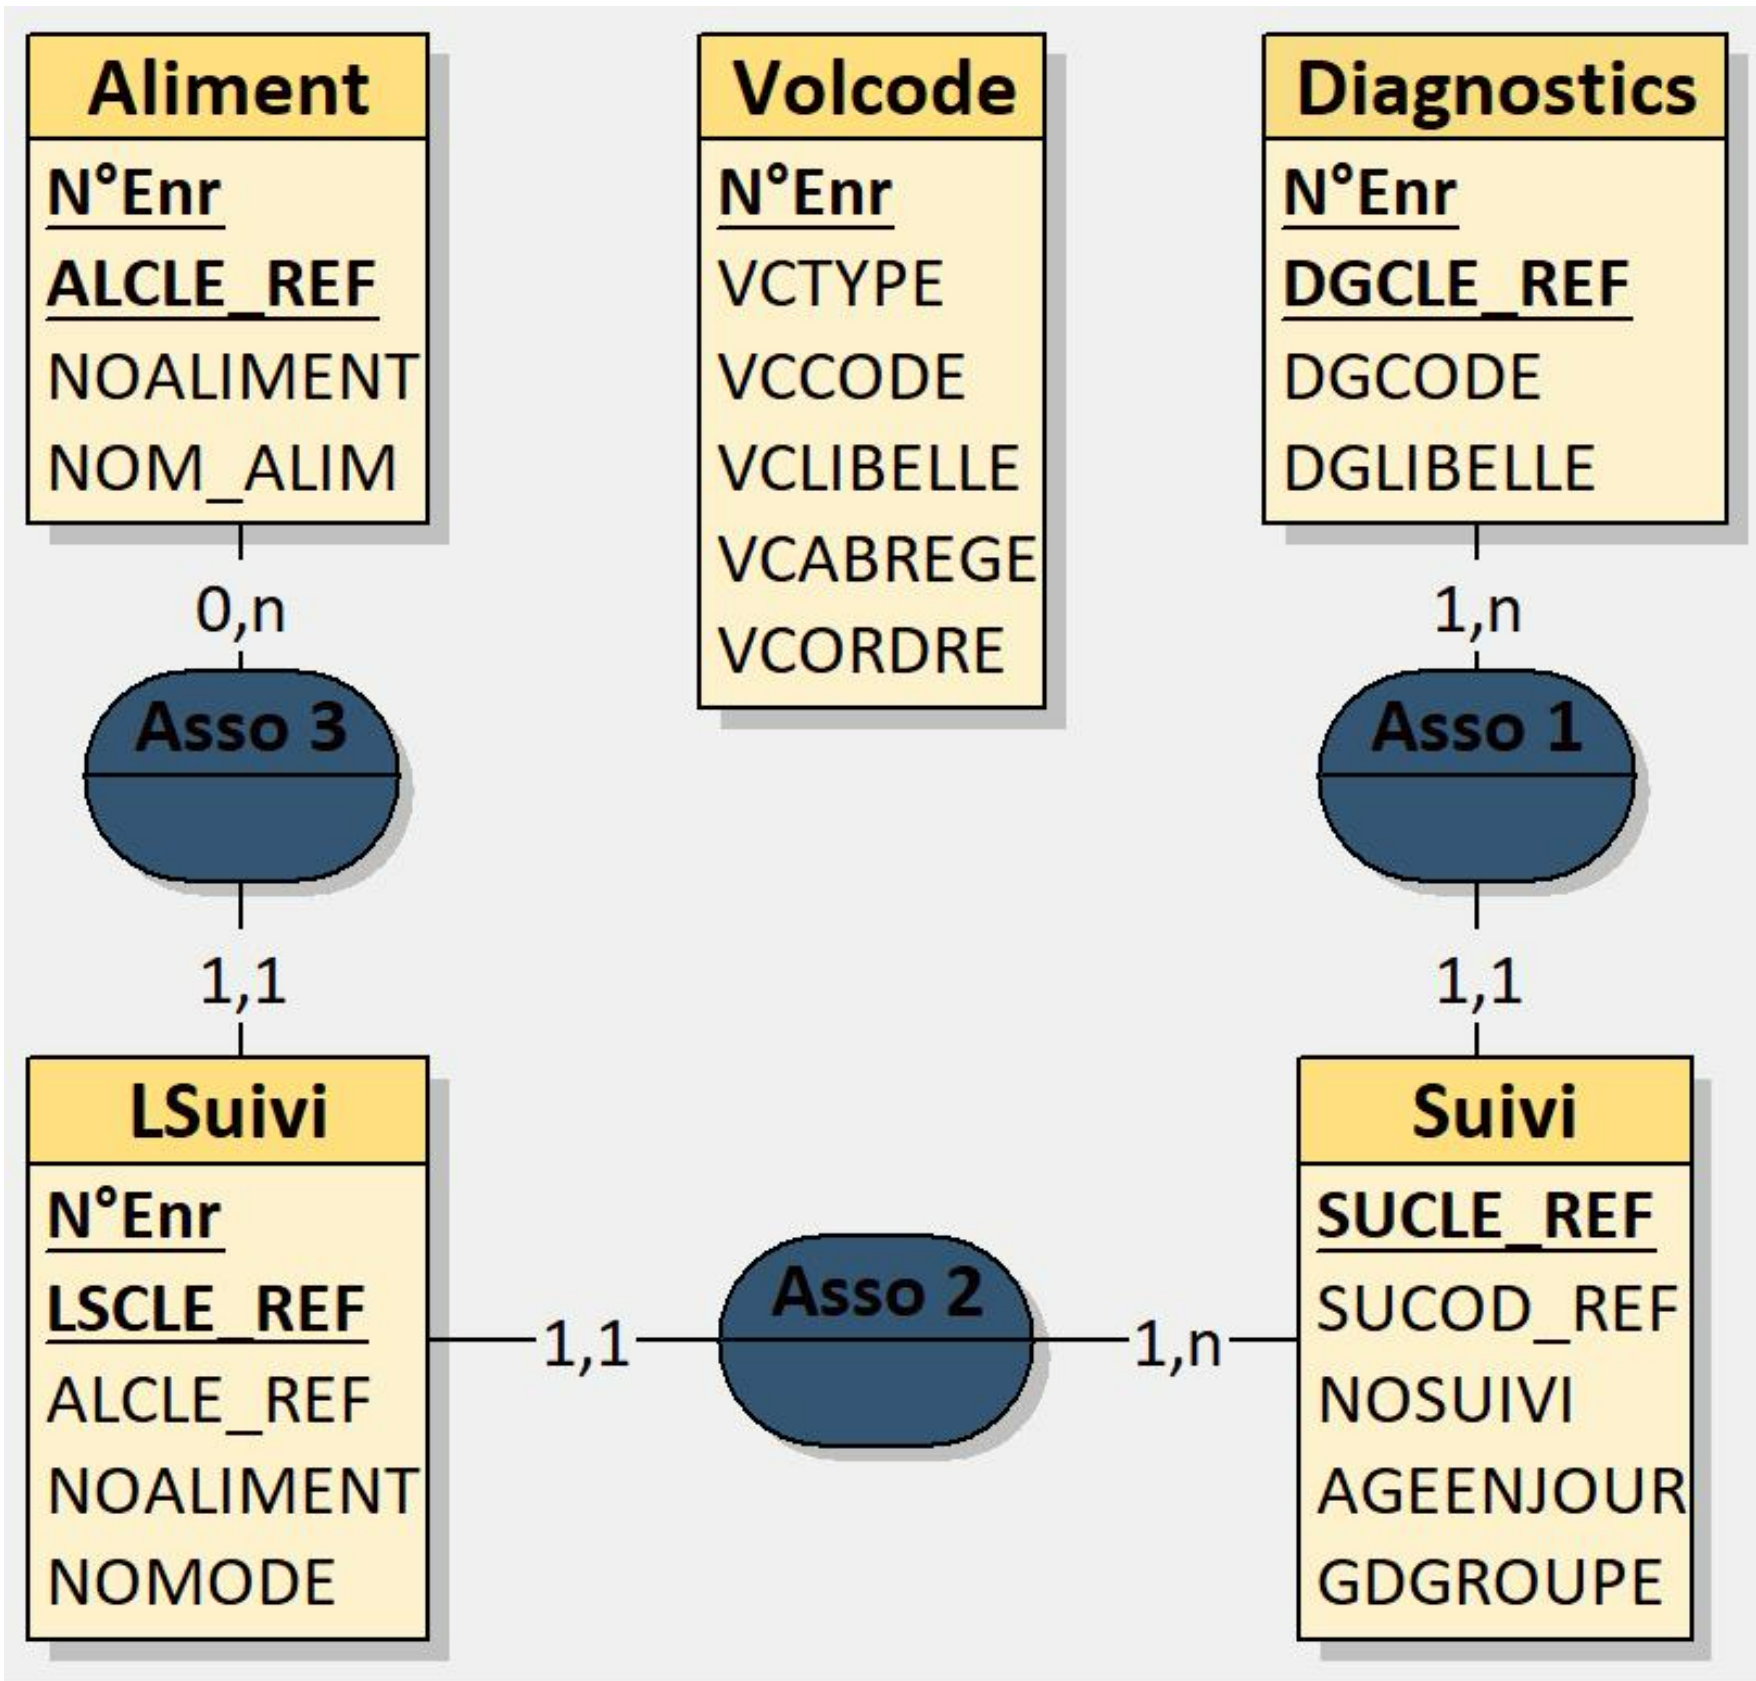 Aliment
N°Enr
ALCLE_REF
NOALIMENT
NOM_ALIM
Volcode
N°Enr
VCTYPE
VCCODE
VCLIBELLE
VCABREGE
VCORDRE
Diagnostics
N°Enr
DGCLE_REF
DGCODE
DGLIBELLE
0,n
1,n
Asso 3
Asso 1
1,1
1,1
LSuivi
N°Enr
LSCLE_REF
ALCLE_REF
NOALIMENT
NOMODE
1,1
Asso 2
1,n
Suivi
SUCLE_REF
SUCOD_REF
NOSUIVI
AGEENJOUR
GDGROUPE